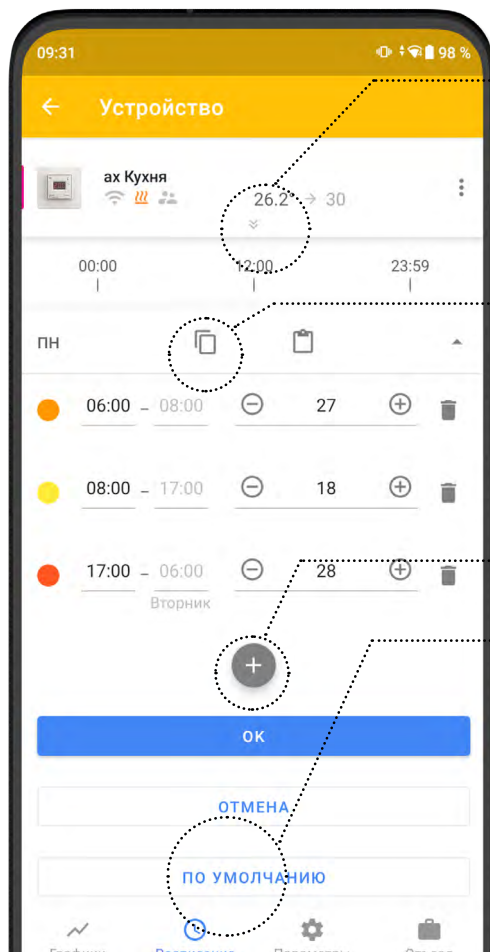 09:31 98 %
Устройство
ах Кухня
26.2° → 30
00:00 12:00 23:59
ПН
06:00 – 08:00 27
08:00 – 17:00 18
17:00 – 06:00 28
Вторник
ОК
ОТМЕНА
ПО УМОЛЧАНИЮ